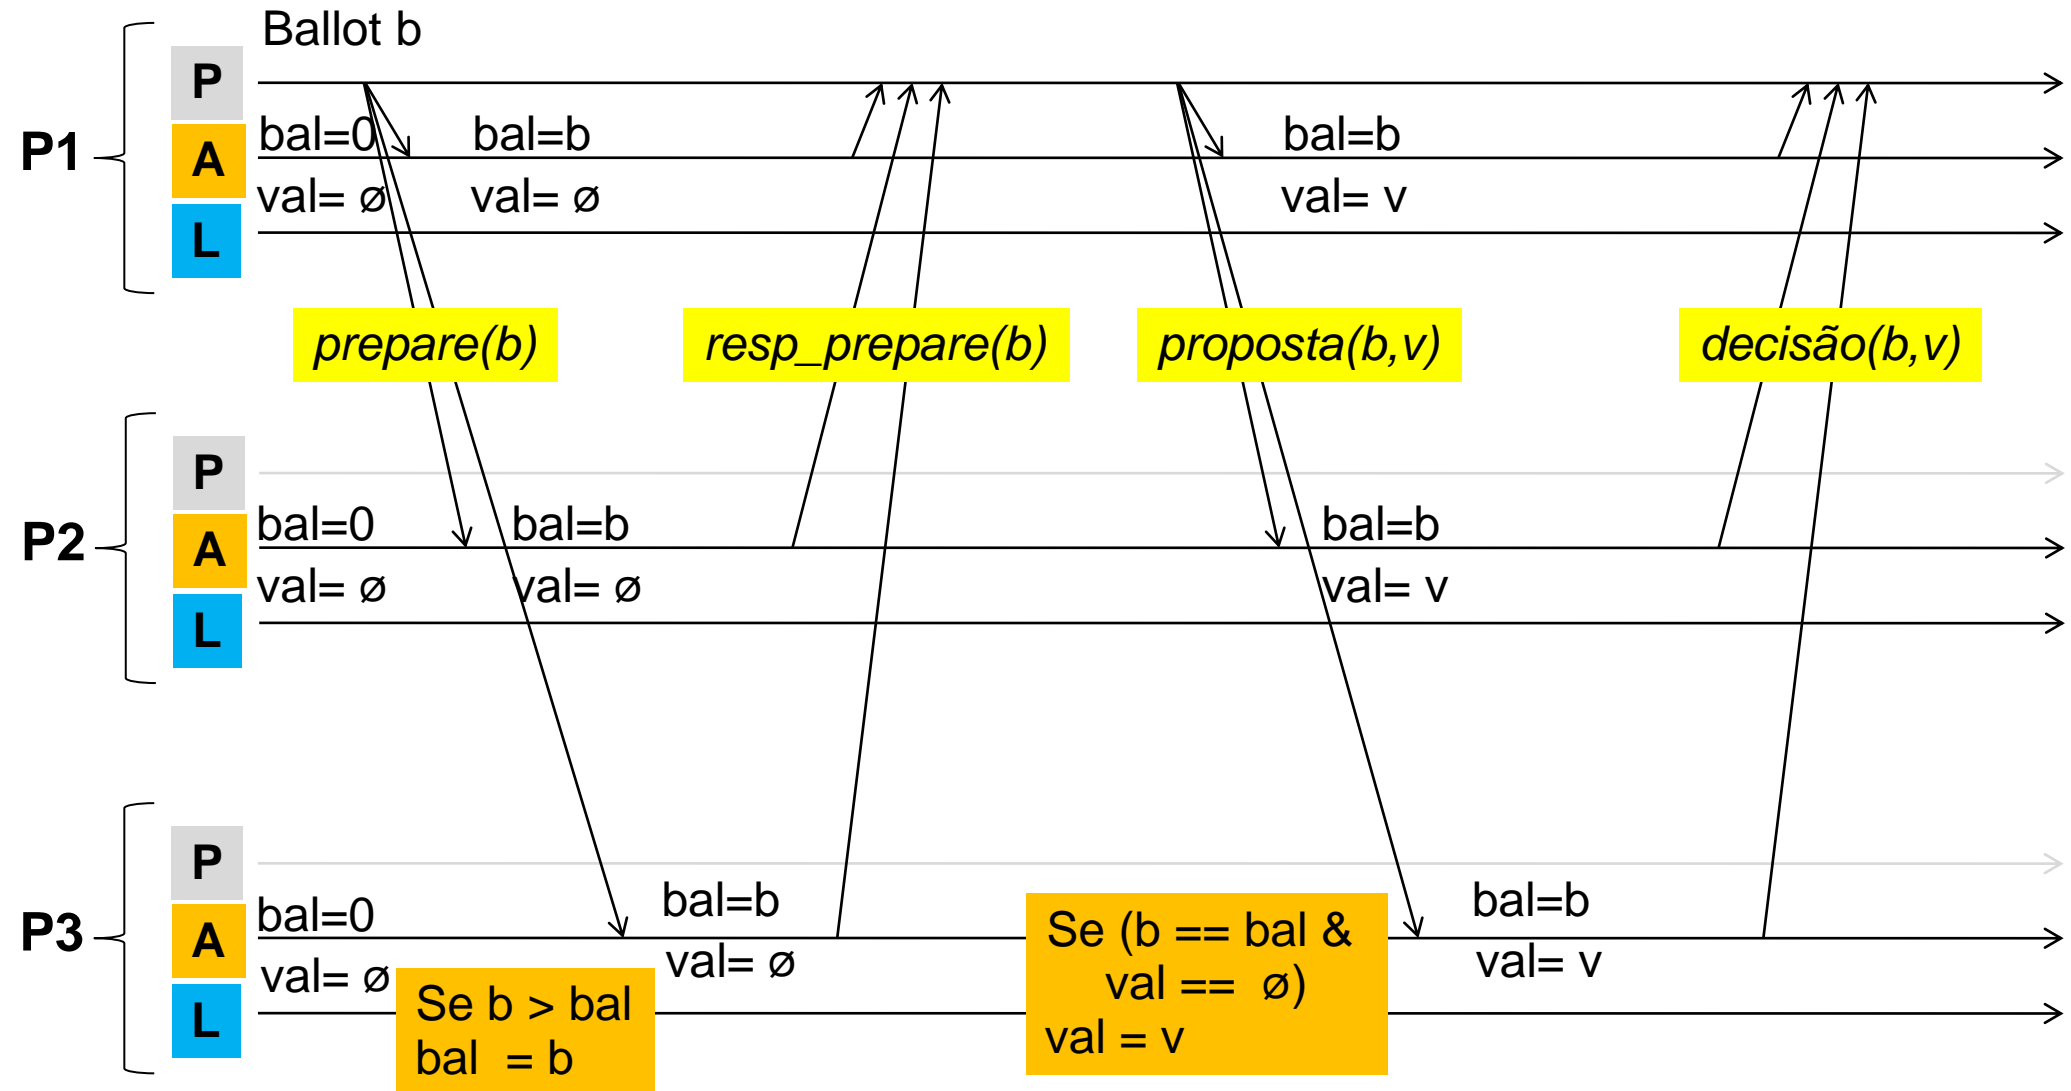 Ballot b
P
P1
bal=0
bal=b
bal=b
A
val= ø
val= ø
val= v
L
prepare(b)
resp_prepare(b)
proposta(b,v)
decisão(b,v)
P
P2
bal=0
bal=b
bal=b
A
val= ø
val= ø
val= v
L
P
P3
bal=0
bal=b
bal=b
A
val= ø
val= ø
val= v
L
Se b > bal
bal = b
Se (b == bal &
val == ø)
val = v